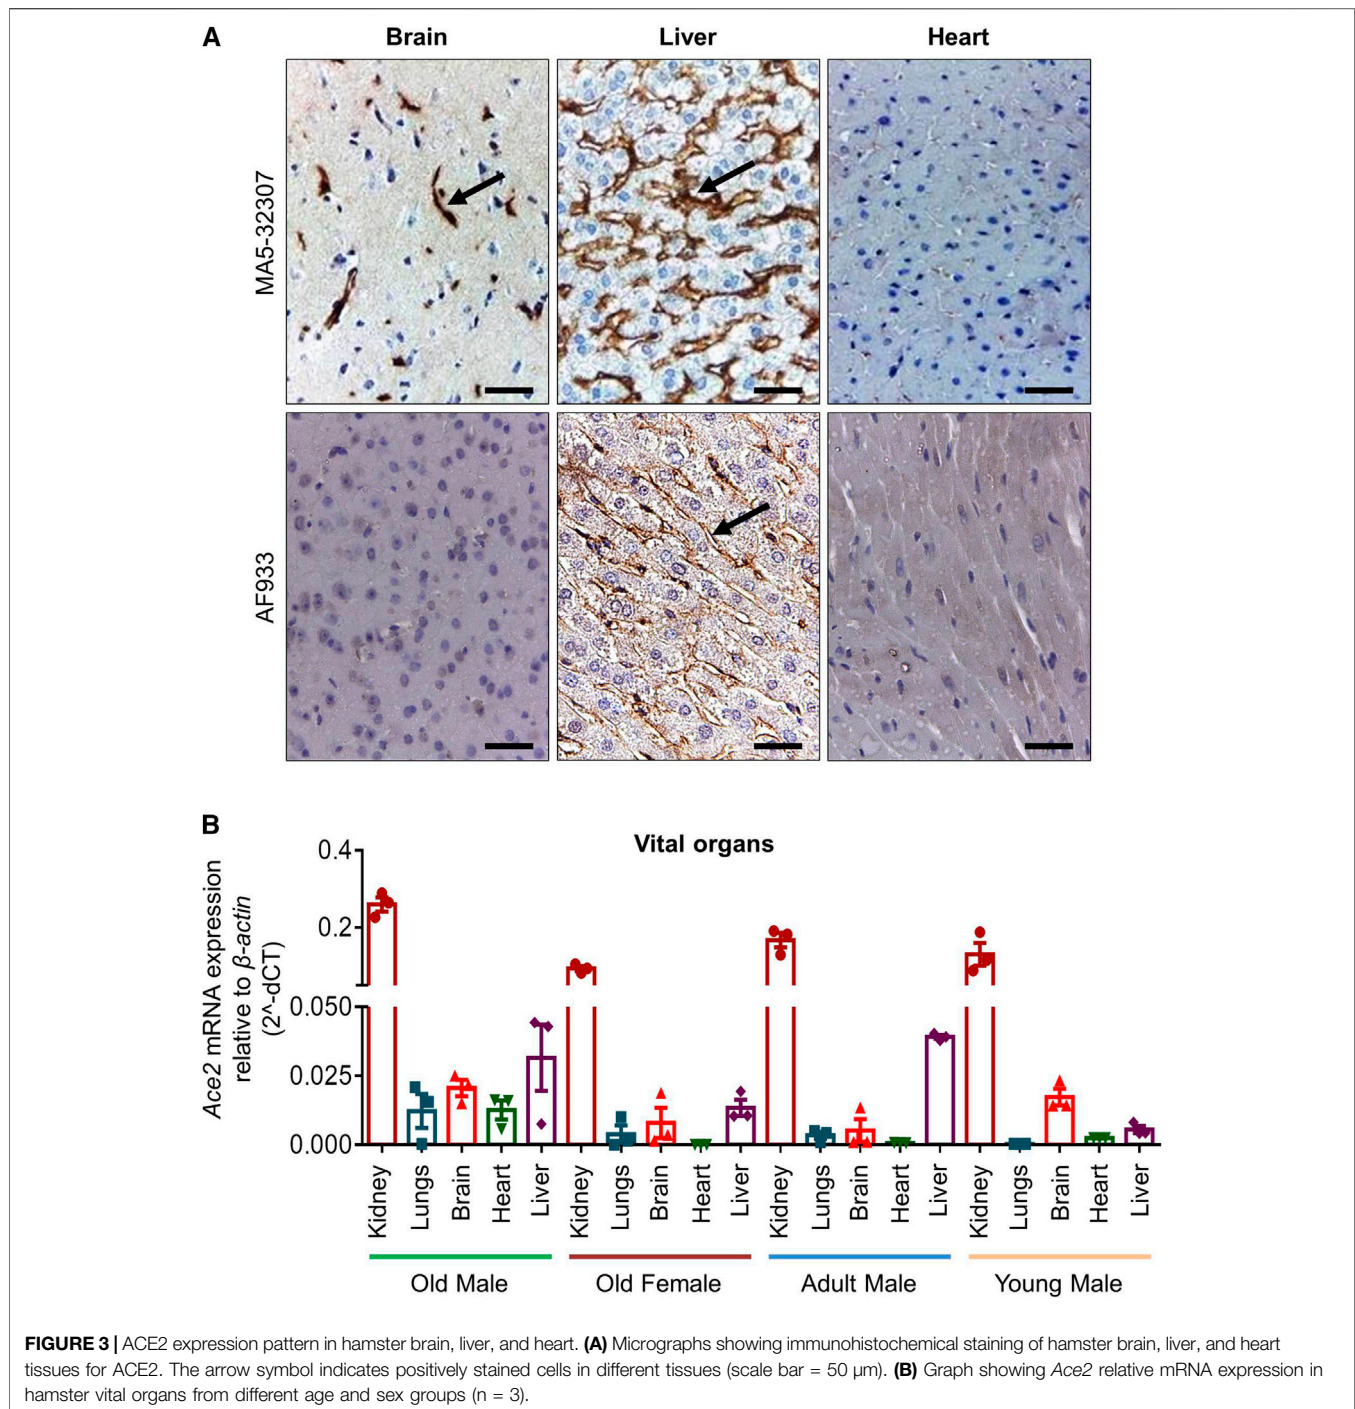 A
Brain
Liver
Heart
MA5-32307
AF933
B
Vital organs
Ace2 mRNA expression
relative to β-actin
(2^-dCT)
0.4
0.2
0.050
0.025
0.000
Kidney
Lungs
Brain
Heart
Liver
Kidney
Lungs
Brain
Heart
Liver
Kidney
Lungs
Brain
Heart
Liver
Kidney
Lungs
Brain
Heart
Liver
Old Male
Old Female
Adult Male
Young Male
FIGURE 3 | ACE2 expression pattern in hamster brain, liver, and heart. (A) Micrographs showing immunohistochemical staining of hamster brain, liver, and heart
tissues for ACE2. The arrow symbol indicates positively stained cells in different tissues (scale bar = 50 μm). (B) Graph showing Ace2 relative mRNA expression in
hamster vital organs from different age and sex groups (n = 3).